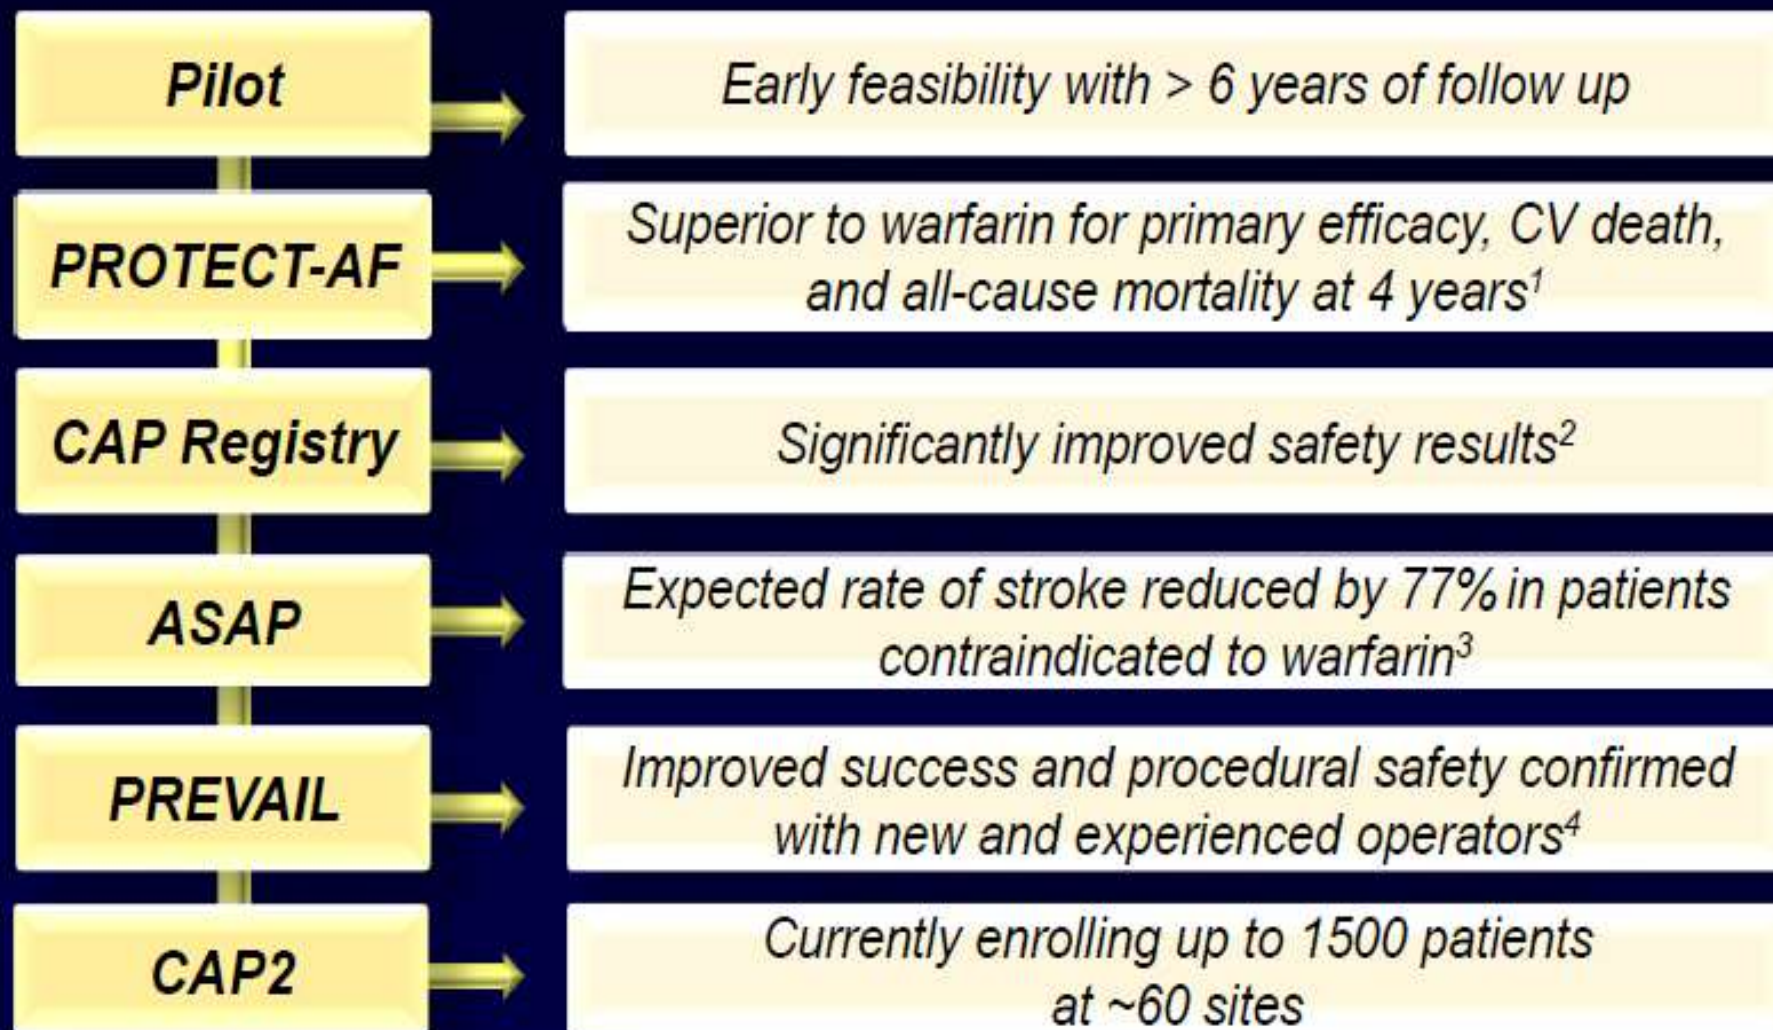 Pilot
Early feasibility with > 6 years of follow up
PROTECT-AF
Superior to warfarin for primary efficacy, CV death,
and all-cause mortality at 4 years¹
CAP Registry
Significantly improved safety results²
ASAP
Expected rate of stroke reduced by 77% in patients
contraindicated to warfarin³
PREVAIL
Improved success and procedural safety confirmed
with new and experienced operators⁴
CAP2
Currently enrolling up to 1500 patients
at ~60 sites